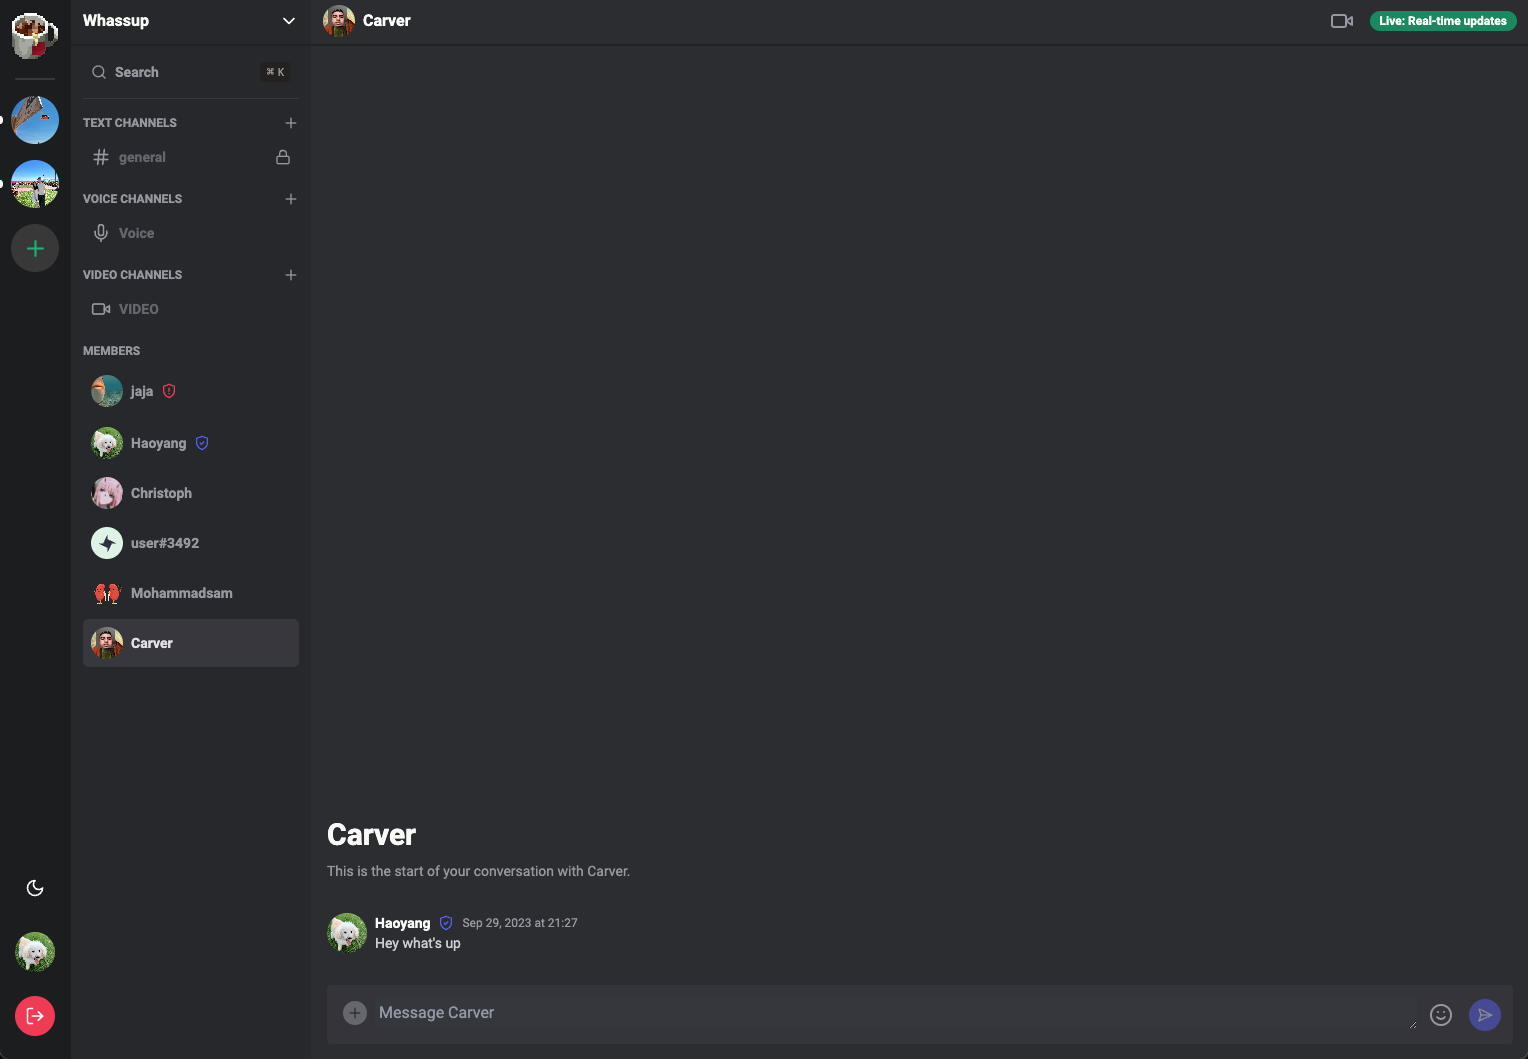 Whassup
Search
⌘ K
TEXT CHANNELS
general
VOICE CHANNELS
Voice
VIDEO CHANNELS
VIDEO
MEMBERS
jaja
Haoyang
Christoph
user#3492
Mohammadsam
Carver
Carver
Live: Real-time updates
Carver
This is the start of your conversation with Carver.
Haoyang Sep 29, 2023 at 21:27
Hey what's up
Message Carver